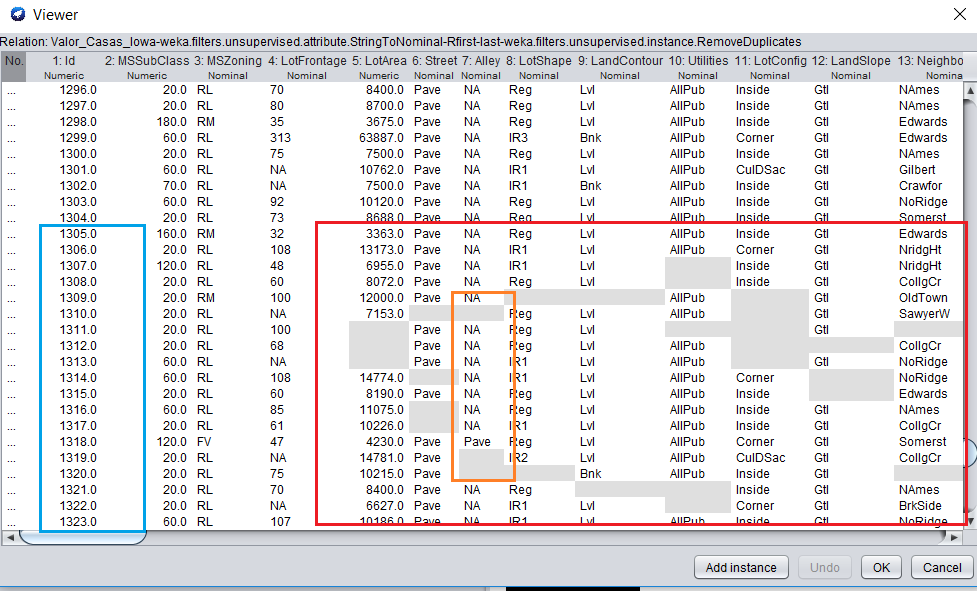 Viewer
Relation: Valor_Casas_Iowa-weka.filters.unsupervised.attribute.StringToNominal-Rfirst-last-weka.filters.unsupervised.instance.RemoveDuplicates
No. 1: Id 2: MSSubClass 3: MSZoning 4: LotFrontage 5: LotArea 6: Street 7: Alley 8: LotShape 9: LandContour 10: Utilities 11: LotConfig 12: LandSlope 13: Neighbo
Numeric Numeric Nominal Nominal Numeric Nominal Nominal Nominal Nominal Nominal Nominal Nominal Nominal
... 1296.0 20.0 RL 70 8400.0 Pave NA Reg Lvl AllPub Inside Gtl NAmes
... 1297.0 20.0 RL 80 8700.0 Pave NA Reg Lvl AllPub Inside Gtl NAmes
... 1298.0 180.0 RM 35 3675.0 Pave NA Reg Lvl AllPub Inside Gtl Edwards
... 1299.0 60.0 RL 313 63887.0 Pave NA IR3 Bnk AllPub Corner Gtl Edwards
... 1300.0 20.0 RL 75 7500.0 Pave NA Reg Lvl AllPub Inside Gtl NAmes
... 1301.0 60.0 RL NA 10762.0 Pave NA IR1 Lvl AllPub CulDSac Gtl Gilbert
... 1302.0 70.0 RL NA 7500.0 Pave NA IR1 Bnk AllPub Inside Gtl Crawfor
... 1303.0 60.0 RL 92 10120.0 Pave NA IR1 Lvl AllPub Inside Gtl NoRidge
... 1304.0 20.0 RL 73 8688.0 Pave NA Reg Lvl AllPub Inside Gtl Somerst
... 1305.0 160.0 RM 32 3363.0 Pave NA Reg Lvl AllPub Inside Gtl Edwards
... 1306.0 20.0 RL 108 13173.0 Pave NA IR1 Lvl AllPub Corner Gtl NridgHt
... 1307.0 120.0 RL 48 6955.0 Pave NA IR1 Lvl Inside Gtl NridgHt
... 1308.0 20.0 RL 60 8072.0 Pave NA Reg Lvl Inside Gtl CollgCr
... 1309.0 20.0 RM 100 12000.0 Pave NA AllPub Gtl OldTown
... 1310.0 20.0 RL NA 7153.0 Reg Lvl AllPub Gtl SawyerW
... 1311.0 20.0 RL 100 Pave NA Reg Lvl Gtl
... 1312.0 20.0 RL 68 Pave NA Reg Lvl AllPub CollgCr
... 1313.0 60.0 RL NA Pave NA IR1 Lvl AllPub Gtl NoRidge
... 1314.0 60.0 RL 108 14774.0 NA IR1 Lvl AllPub Corner NoRidge
... 1315.0 20.0 RL 60 8190.0 Pave NA Reg Lvl AllPub Inside Edwards
... 1316.0 60.0 RL 85 11075.0 NA IR1 Lvl AllPub Inside Gtl NAmes
... 1317.0 20.0 RL 61 10226.0 NA IR1 Lvl AllPub Inside Gtl CollgCr
... 1318.0 120.0 FV 47 4230.0 Pave Pave Reg Lvl AllPub Corner Gtl Somerst
... 1319.0 20.0 RL NA 14781.0 Pave IR2 Lvl AllPub CulDSac Gtl CollgCr
... 1320.0 20.0 RL 75 10215.0 Pave Bnk AllPub Inside Gtl
... 1321.0 20.0 RL 70 8400.0 Pave NA Reg Inside Gtl NAmes
... 1322.0 20.0 RL NA 6627.0 Pave NA IR1 Lvl Corner Gtl BrkSide
... 1323.0 60.0 RL 107 10186.0 Pave NA IR1 Lvl AllPub Inside Gtl NoRidge
Add instance Undo OK Cancel